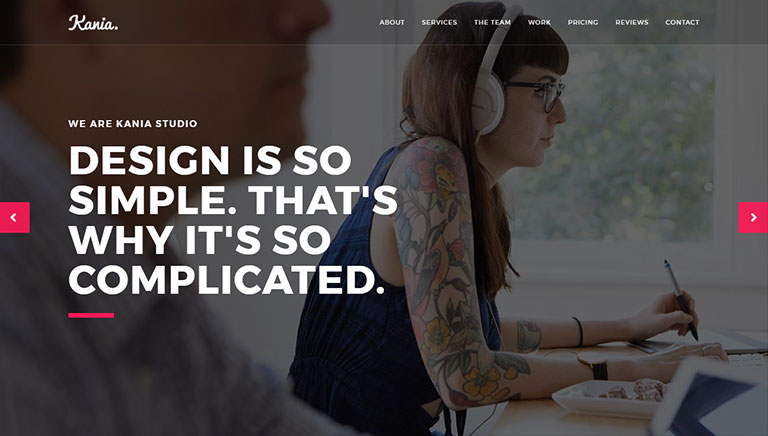 Kania.
ABOUT SERVICES THE TEAM WORK PRICING REVIEWS CONTACT
WE ARE KANIA STUDIO
DESIGN IS SO
SIMPLE. THAT'S
WHY IT'S SO
COMPLICATED.